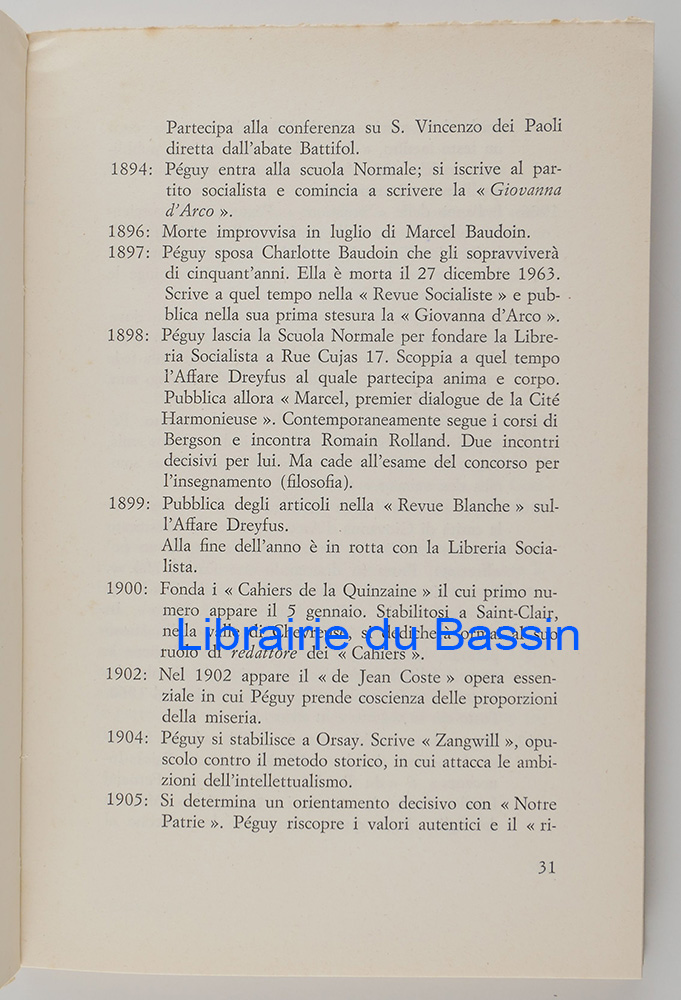 Partecipa alla conferenza su S. Vincenzo dei Paoli
diretta dall'abate Battifol.
1894: Péguy entra alla scuola Normale; si iscrive al par-
tito socialista e comincia a scrivere la « Giovanna
d'Arco ».
1896: Morte improvvisa in luglio di Marcel Baudoin.
1897: Péguy sposa Charlotte Baudoin che gli sopravviverà
di cinquant'anni. Ella è morta il 27 dicembre 1963.
Scrive a quel tempo nella « Revue Socialiste » e pub-
blica nella sua prima stesura la « Giovanna d'Arco ».
1898: Péguy lascia la Scuola Normale per fondare la Libre-
ria Socialista a Rue Cujas 17. Scoppia a quel tempo
l'Affare Dreyfus al quale partecipa anima e corpo.
Pubblica allora « Marcel, premier dialogue de la Cité
Harmonieuse ». Contemporaneamente segue i corsi di
Bergson e incontra Romain Rolland. Due incontri
decisivi per lui. Ma cade all'esame del concorso per
l'insegnamento (filosofia).
1899: Pubblica degli articoli nella « Revue Blanche » sul-
l'Affare Dreyfus.
Alla fine dell'anno è in rotta con la Libreria Socia-
lista.
1900: Fonda i « Cahiers de la Quinzaine » il cui primo nu-
mero appare il 5 gennaio. Stabilitosi a Saint-Clair,
nella valle di Chevreuse, si dedicherà ormai al suo
Librairie du Bassin
ruolo di redattore dei « Cahiers ».
1902: Nel 1902 appare il « de Jean Coste » opera essen-
ziale in cui Péguy prende coscienza delle proporzioni
della miseria.
1904: Péguy si stabilisce a Orsay. Scrive « Zangwill », opu-
scolo contro il metodo storico, in cui attacca le ambi-
zioni dell'intellettualismo.
1905: Si determina un orientamento decisivo con « Notre
Patrie ». Péguy riscopre i valori autentici e il « ri-
31